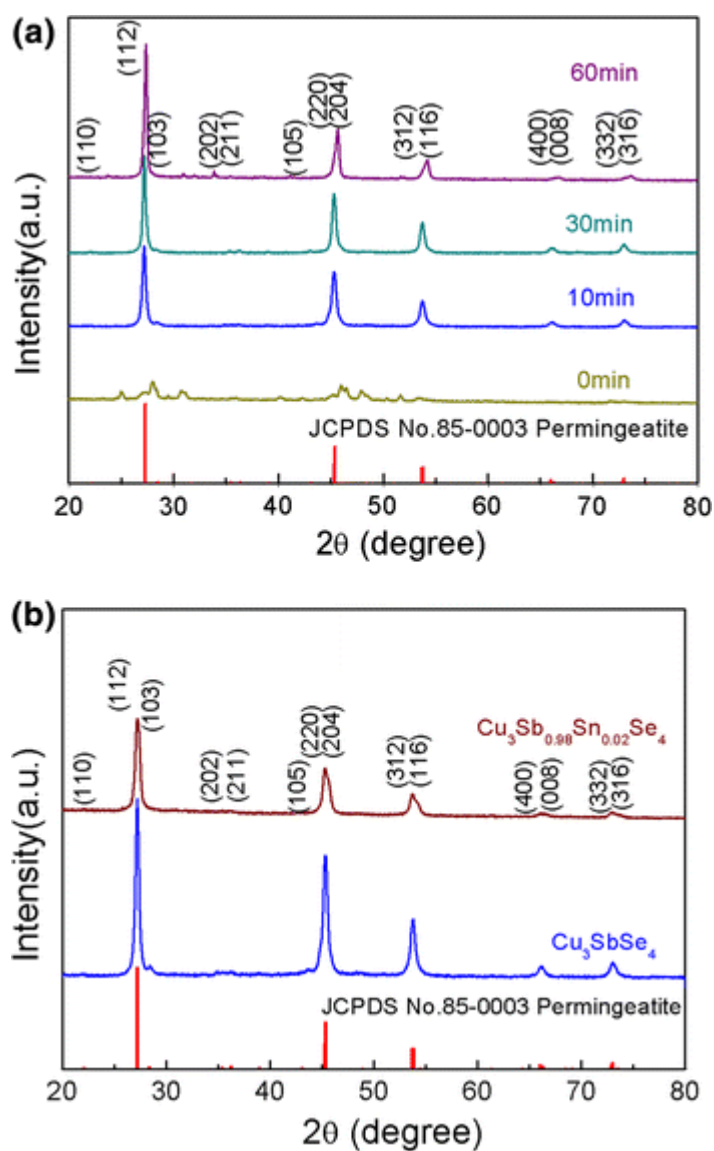 (a)
(112)
60min
(110)
(103)
(202)
(211)
(105)
(220)
(204)
(312)
(116)
(400)
(008)
(332)
(316)
30min
10min
0min
JCPDS No.85-0003 Permingeatite
Intensity(a.u.)
20 30 40 50 60 70 80
2θ (degree)
(b)
(112)
(103)
(110)
(202)
(211)
(105)
(220)
(204)
(312)
(116)
(400)
(008)
(332)
(316)
Cu₃Sb₀.₉₈Sn₀.₀₂Se₄
Cu₃SbSe₄
JCPDS No.85-0003 Permingeatite
Intensity(a.u.)
20 30 40 50 60 70 80
2θ (degree)